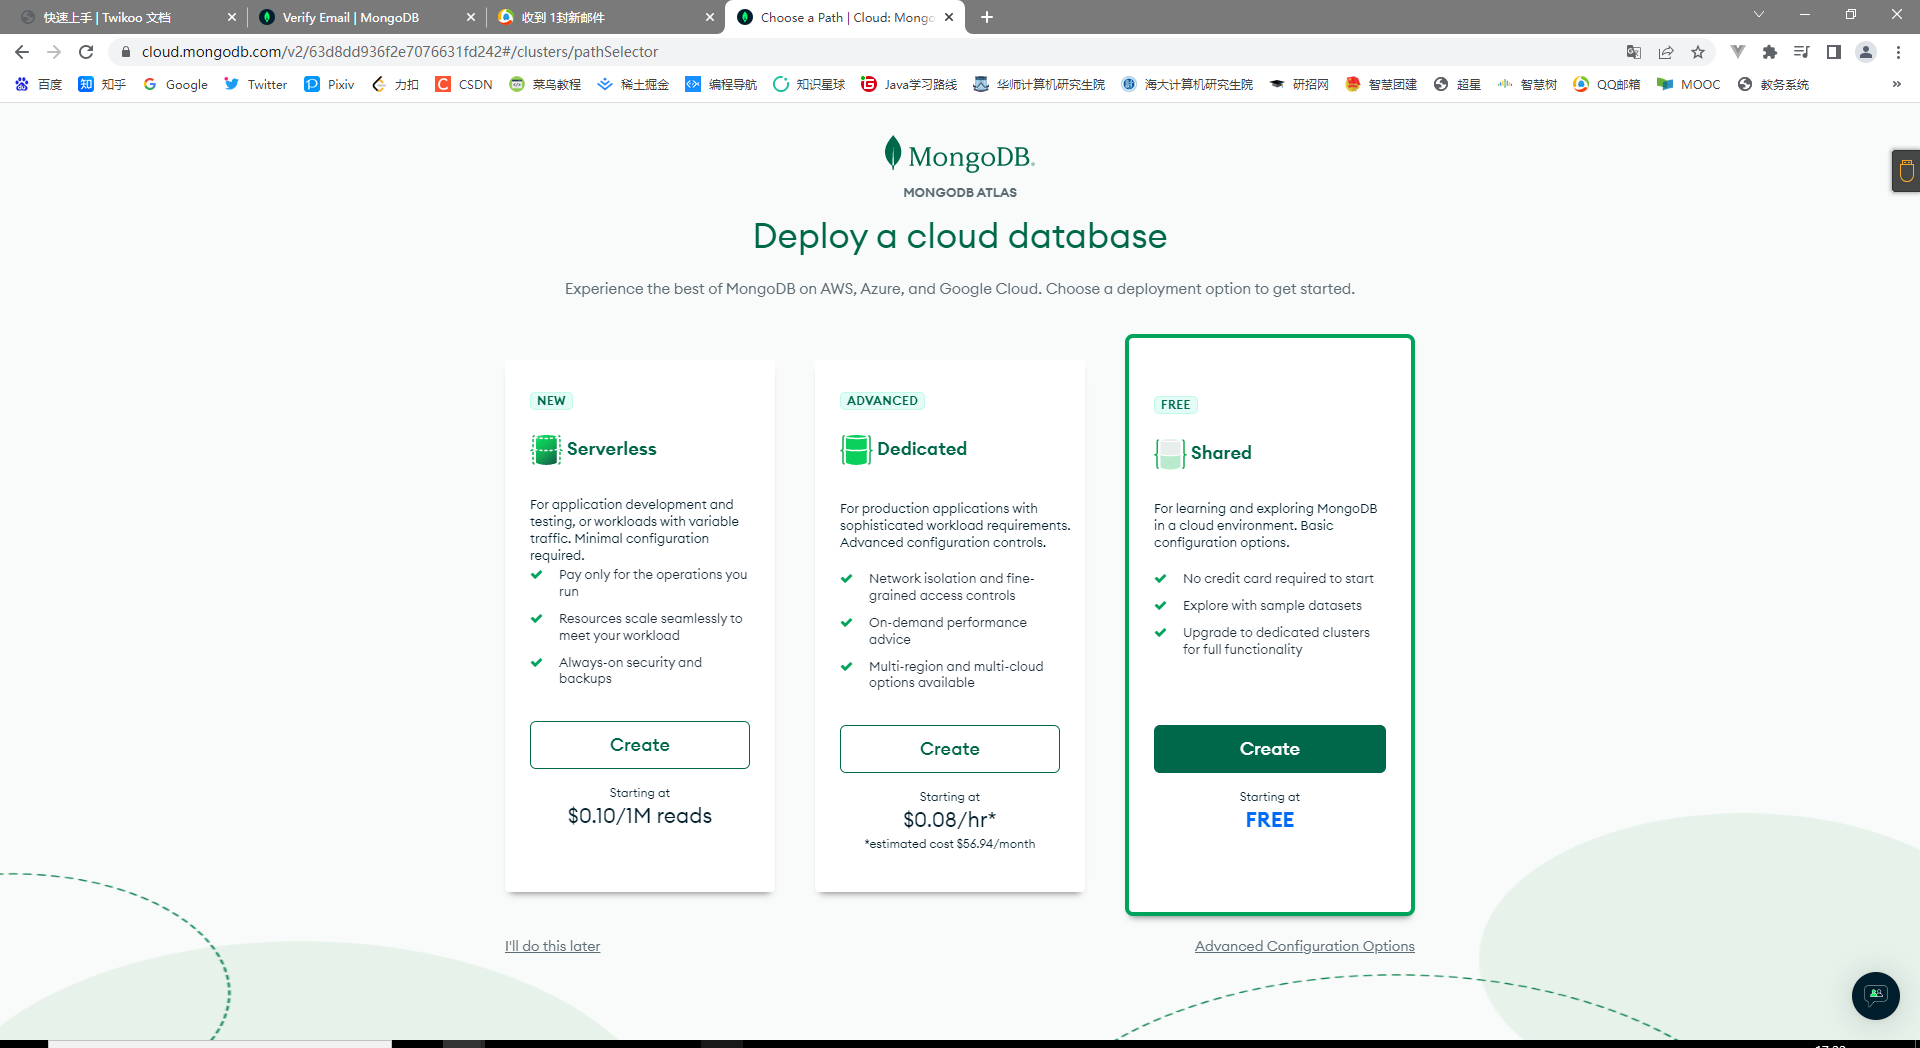 快速上手 | Twikoo 文档
Verify Email | MongoDB
收到 1封新邮件
Choose a Path | Cloud: Mongo
cloud.mongodb.com/v2/63d8dd936f2e7076631fd242#/clusters/pathSelector
百度
知乎
Google
Twitter
Pixiv
力扣
CSDN
菜鸟教程
稀土掘金
编程导航
知识星球
Java学习路线
华师计算机研究生院
海大计算机研究生院
研招网
智慧团建
超星
智慧树
QQ邮箱
MOOC
教务系统
»
MongoDB.
MONGODB ATLAS
Deploy a cloud database
Experience the best of MongoDB on AWS, Azure, and Google Cloud. Choose a deployment option to get started.
NEW
Serverless
For application development and
testing, or workloads with variable
traffic. Minimal configuration
required.
Pay only for the operations you
run
Resources scale seamlessly to
meet your workload
Always-on security and
backups
Create
Starting at
$0.10/1M reads
ADVANCED
Dedicated
For production applications with
sophisticated workload requirements.
Advanced configuration controls.
Network isolation and fine-
grained access controls
On-demand performance
advice
Multi-region and multi-cloud
options available
Create
Starting at
$0.08/hr*
*estimated cost $56.94/month
FREE
Shared
For learning and exploring MongoDB
in a cloud environment. Basic
configuration options.
No credit card required to start
Explore with sample datasets
Upgrade to dedicated clusters
for full functionality
Create
Starting at
FREE
I'll do this later
Advanced Configuration Options